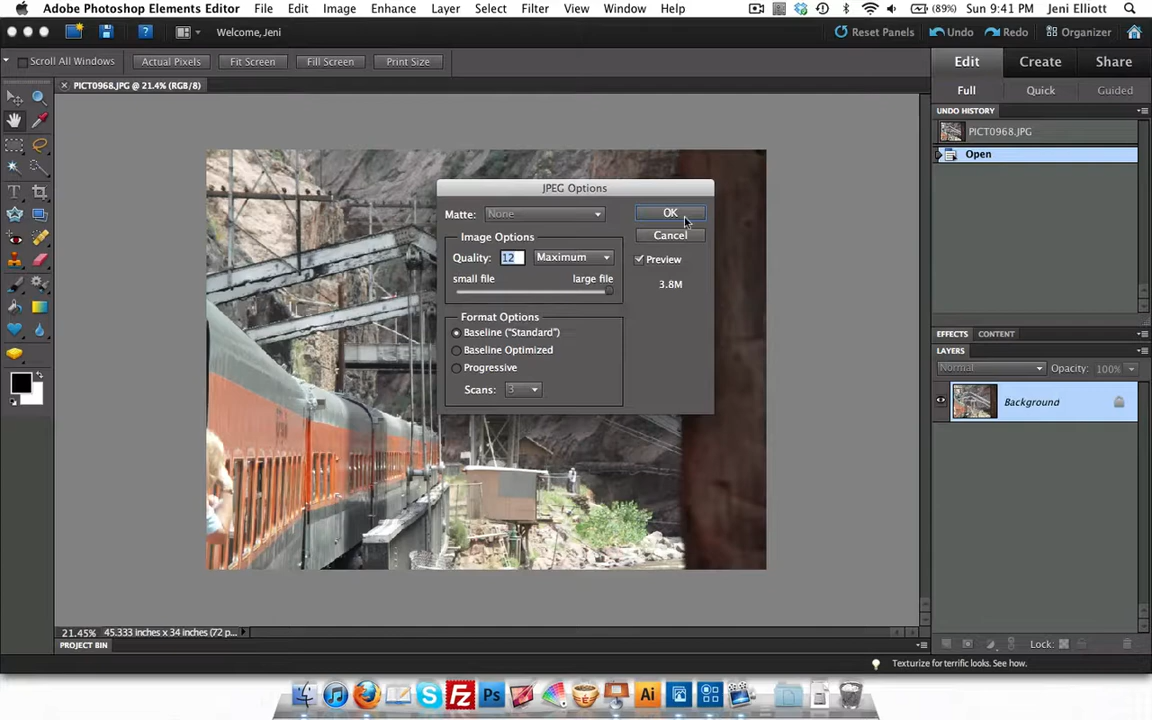 Adobe Photoshop Elements Editor File Edit Image Enhance Layer Select Filter View Window Help (89%) Sun 9:41 PM Jeni Elliott
Welcome, Jeni Reset Panels Undo Redo Organizer
Scroll All Windows Actual Pixels Fit Screen Fill Screen Print Size
Edit Create Share
PICT0968.JPG @ 21.4% (RGB/8)
Full Quick Guided
UNDO HISTORY
PICT0968.JPG
Open
JPEG Options
Matte: None OK
Image Options Cancel
Quality: 12 Maximum Preview
small file large file 3.8M
Format Options
Baseline ("Standard")
Baseline Optimized
Progressive
Scans: 3
EFFECTS CONTENT
LAYERS
Normal Opacity: 100%
Background
21.45% 45.333 inches x 34 inches (72 p... Lock:
PROJECT BIN
Texturize for terrific looks. See how.
Fz Ps Ai